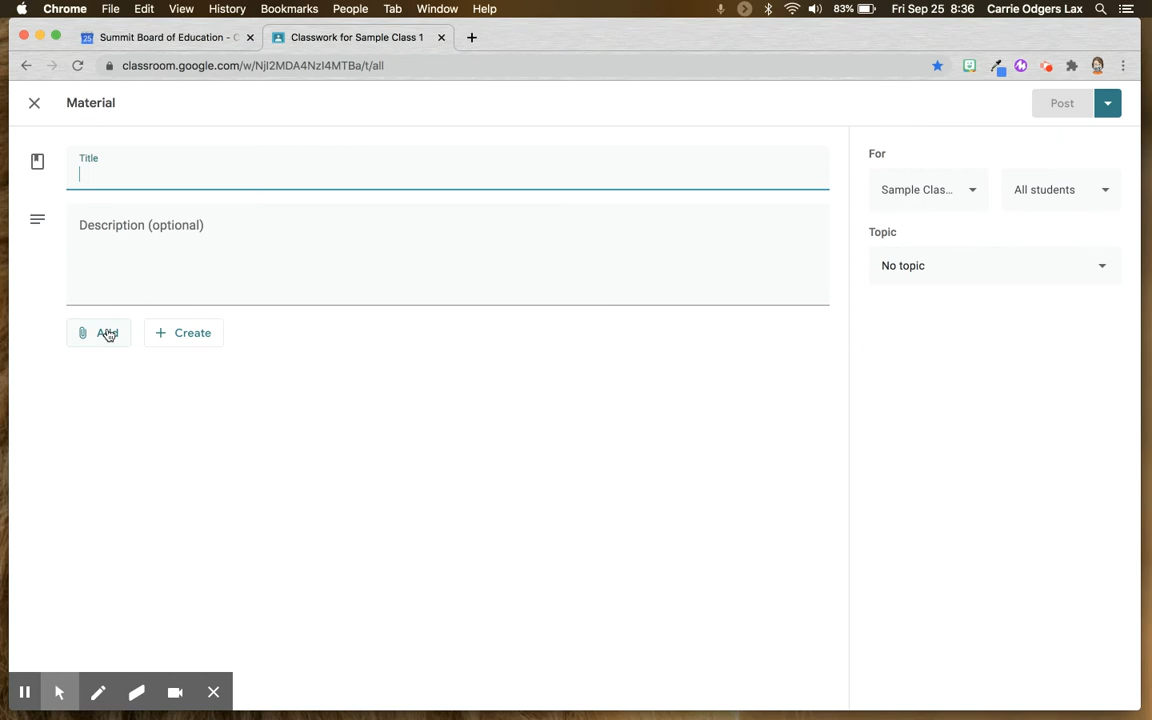 Chrome File Edit View History Bookmarks People Tab Window Help 83% Fri Sep 25 8:36 Carrie Odgers Lax
Summit Board of Education - C Classwork for Sample Class 1
classroom.google.com/w/NjI2MDA4NzI4MTBa/t/all
Material Post
Title
Description (optional)
Add Create
For
Sample Clas... All students
Topic
No topic